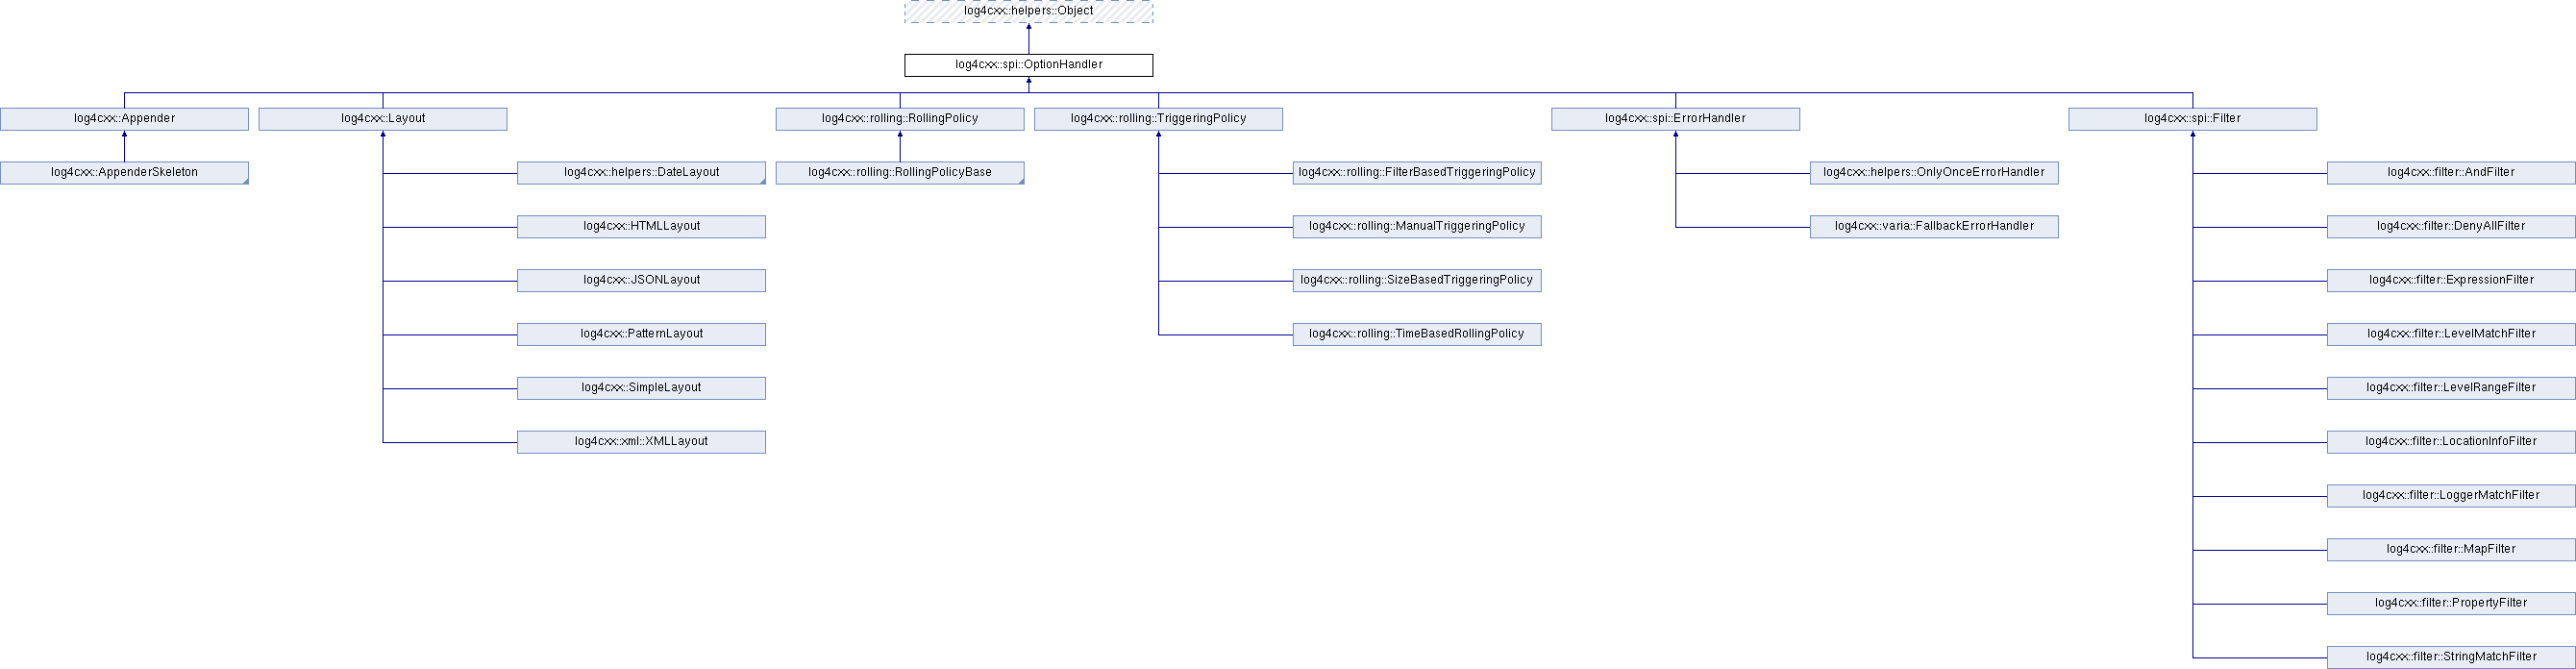 log4cxx::helpers::Object
log4cxx::spi::OptionHandler
log4cxx::Appender
log4cxx::Layout
log4cxx::rolling::RollingPolicy
log4cxx::rolling::TriggeringPolicy
log4cxx::spi::ErrorHandler
log4cxx::spi::Filter
log4cxx::AppenderSkeleton
log4cxx::helpers::DateLayout
log4cxx::rolling::RollingPolicyBase
log4cxx::rolling::FilterBasedTriggeringPolicy
log4cxx::helpers::OnlyOnceErrorHandler
log4cxx::filter::AndFilter
log4cxx::HTMLLayout
log4cxx::rolling::ManualTriggeringPolicy
log4cxx::varia::FallbackErrorHandler
log4cxx::filter::DenyAllFilter
log4cxx::JSONLayout
log4cxx::rolling::SizeBasedTriggeringPolicy
log4cxx::filter::ExpressionFilter
log4cxx::PatternLayout
log4cxx::rolling::TimeBasedRollingPolicy
log4cxx::filter::LevelMatchFilter
log4cxx::SimpleLayout
log4cxx::filter::LevelRangeFilter
log4cxx::xml::XMLLayout
log4cxx::filter::LocationInfoFilter
log4cxx::filter::LoggerMatchFilter
log4cxx::filter::MapFilter
log4cxx::filter::PropertyFilter
log4cxx::filter::StringMatchFilter